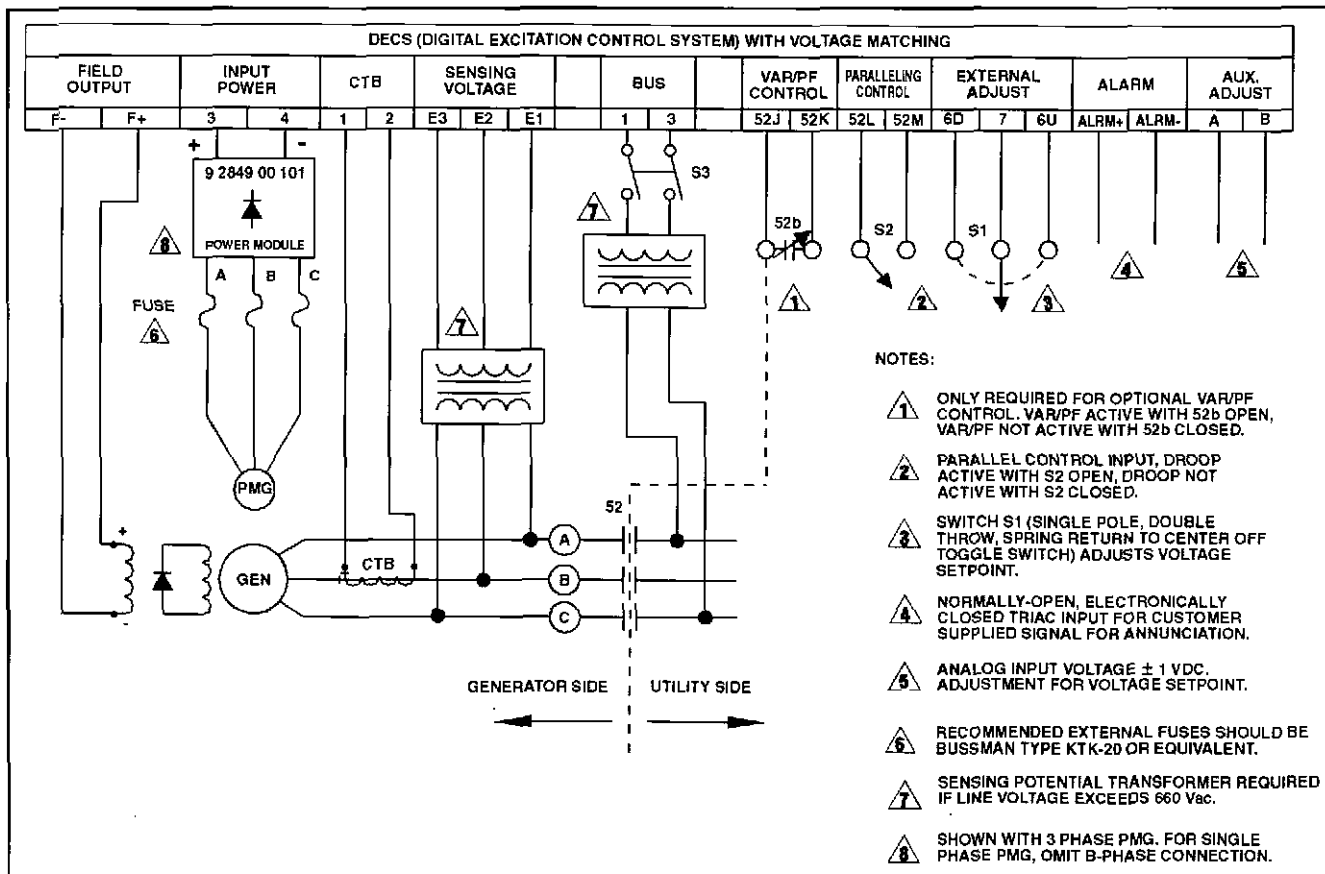 DECS (DIGITAL EXCITATION CONTROL SYSTEM) WITH VOLTAGE MATCHING
FIELD OUTPUT
INPUT POWER
CTB
SENSING VOLTAGE
BUS
VAR/PF CONTROL
PARALLELING CONTROL
EXTERNAL ADJUST
ALARM
AUX. ADJUST
F- F+ 3 4 1 2 E3 E2 E1 1 3 52J 52K 52L 52M 6D 7 6U ALRM+ ALRM- A B
+ -
9 2849 00 101
POWER MODULE
8
A B C
FUSE
6
PMG
7
7
S3
52b
1
S2
2
S1
3
4
5
+
-
GEN
CTB
52
A
B
C
GENERATOR SIDE
UTILITY SIDE
NOTES:
1 ONLY REQUIRED FOR OPTIONAL VAR/PF
CONTROL. VAR/PF ACTIVE WITH 52b OPEN,
VAR/PF NOT ACTIVE WITH 52b CLOSED.
2 PARALLEL CONTROL INPUT, DROOP
ACTIVE WITH S2 OPEN, DROOP NOT
ACTIVE WITH S2 CLOSED.
3 SWITCH S1 (SINGLE POLE, DOUBLE
THROW, SPRING RETURN TO CENTER OFF
TOGGLE SWITCH) ADJUSTS VOLTAGE
SETPOINT.
4 NORMALLY-OPEN, ELECTRONICALLY
CLOSED TRIAC INPUT FOR CUSTOMER
SUPPLIED SIGNAL FOR ANNUNCIATION.
5 ANALOG INPUT VOLTAGE ± 1 VDC.
ADJUSTMENT FOR VOLTAGE SETPOINT.
6 RECOMMENDED EXTERNAL FUSES SHOULD BE
BUSSMAN TYPE KTK-20 OR EQUIVALENT.
7 SENSING POTENTIAL TRANSFORMER REQUIRED
IF LINE VOLTAGE EXCEEDS 660 Vac.
8 SHOWN WITH 3 PHASE PMG. FOR SINGLE
PHASE PMG, OMIT B-PHASE CONNECTION.